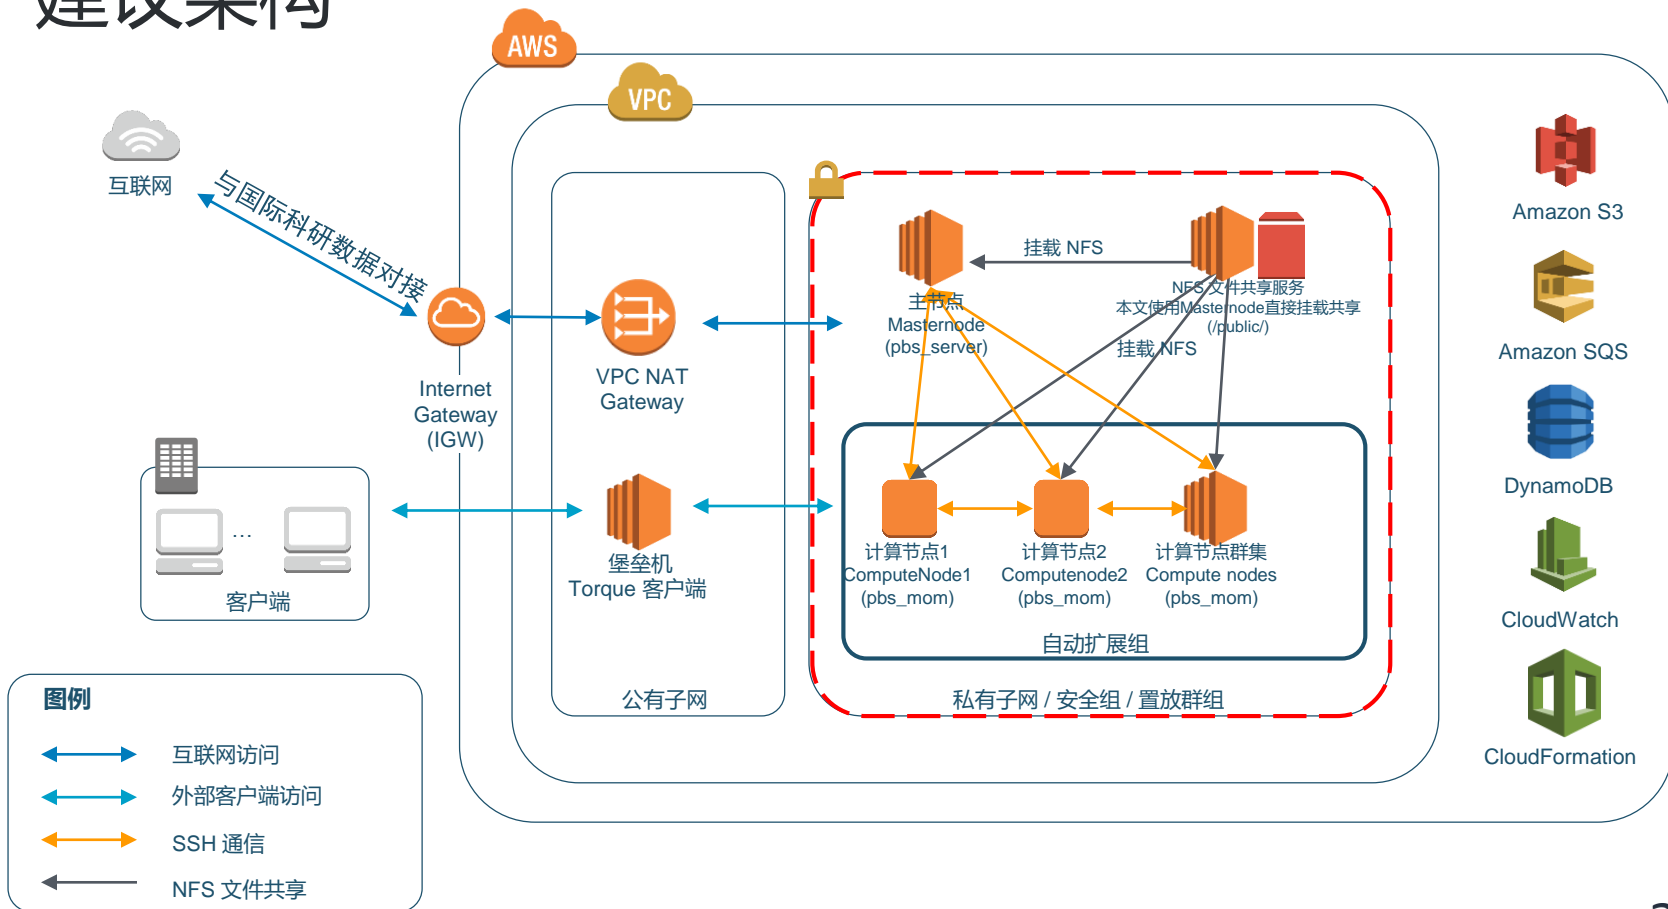 建设架构
AWS
VPC
互联网
与国际科研数据对接
Internet
Gateway
(IGW)
VPC NAT
Gateway
堡垒机
Torque 客户端
公有子网
…
客户端
挂载 NFS
主节点
Masternode
(pbs_server)
NFS 文件共享服务
本文使用Masternode直接挂载共享
(/public/)
挂载 NFS
计算节点1
ComputeNode1
(pbs_mom)
计算节点2
Computenode2
(pbs_mom)
计算节点群集
Compute nodes
(pbs_mom)
自动扩展组
私有子网 / 安全组 / 置放群组
Amazon S3
Amazon SQS
DynamoDB
CloudWatch
CloudFormation
图例
互联网访问
外部客户端访问
SSH 通信
NFS 文件共享